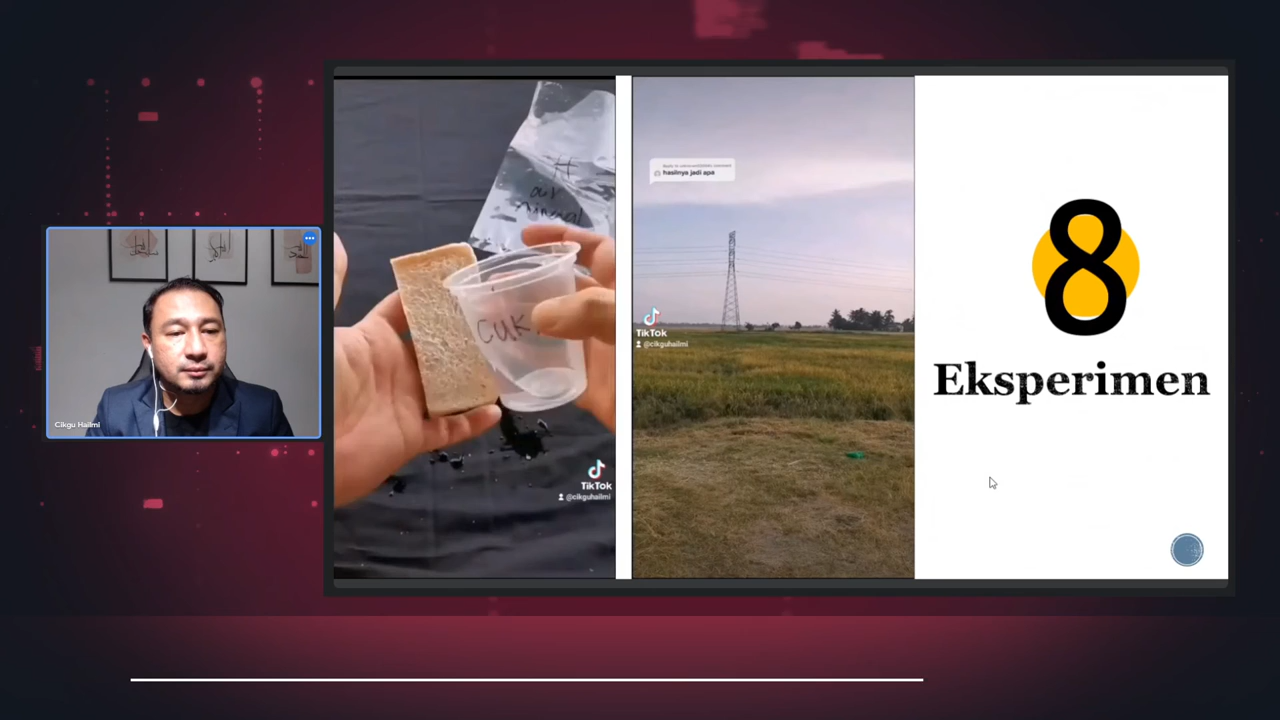 Cikgu Hailmi
#
air
mineral
CUK
TikTok
@cikguhailmi
hasilnya jadi apa
TikTok
@cikguhailmi
8
Eksperimen